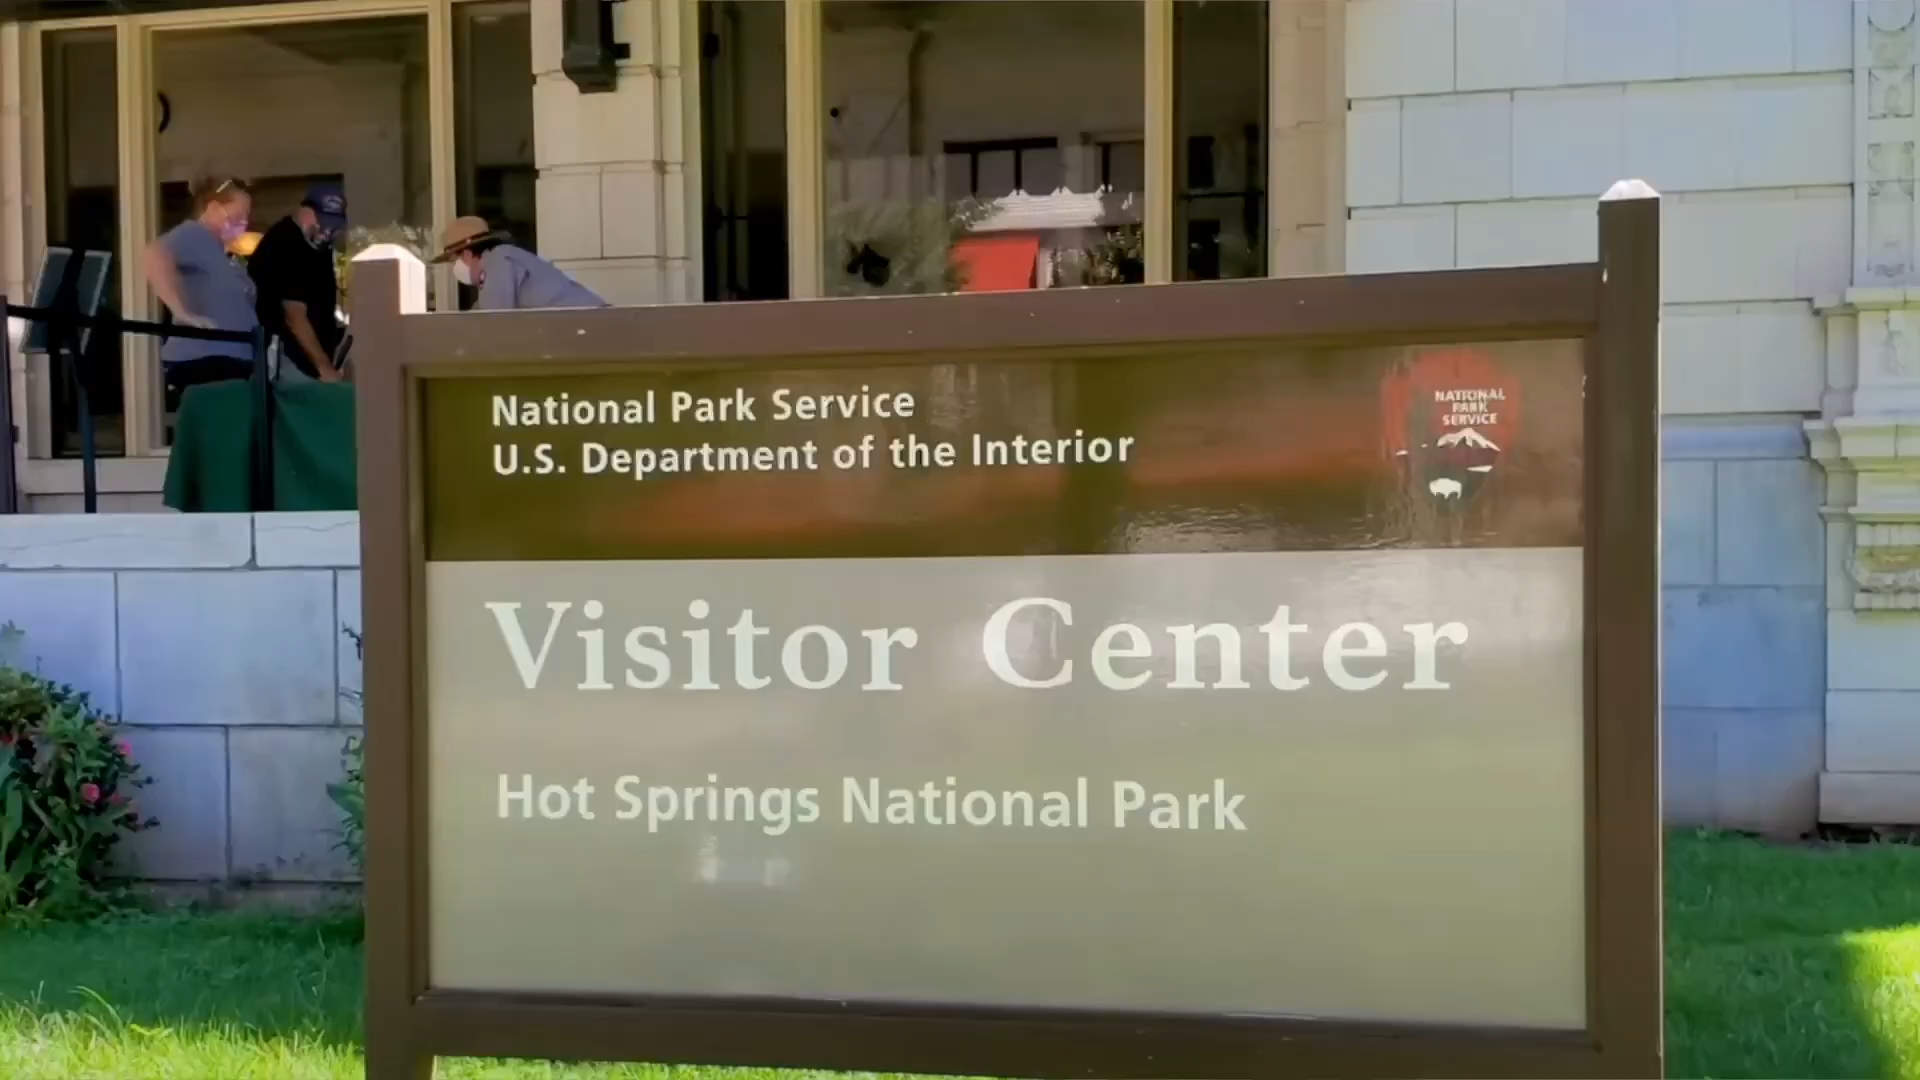 National Park Service
U.S. Department of the Interior
NATIONAL
PARK
SERVICE
Visitor Center
Hot Springs National Park